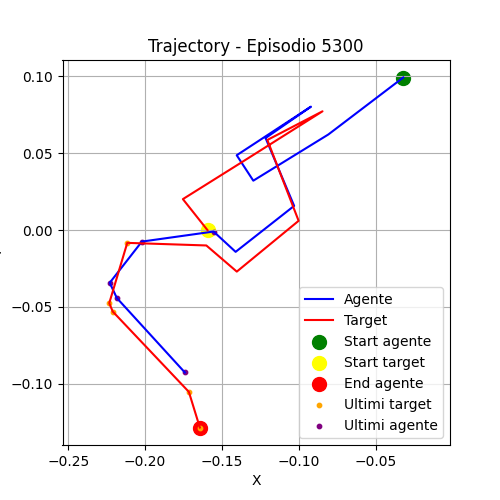 Trajectory - Episodio 5300
0.10
0.05
0.00
−0.05
−0.10
−0.25
−0.20
−0.15
−0.10
−0.05
X
Agente
Target
Start agente
Start target
End agente
Ultimi target
Ultimi agente